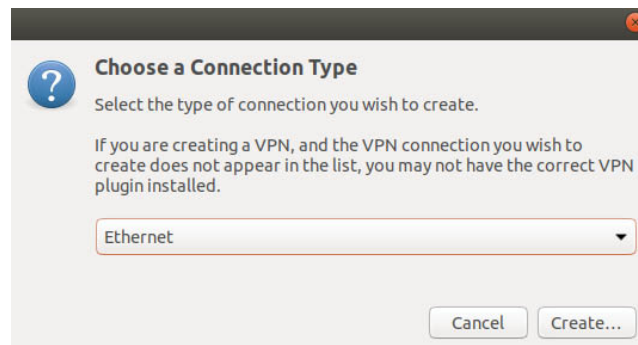 Choose a Connection Type
Select the type of connection you wish to create.
If you are creating a VPN, and the VPN connection you wish to
create does not appear in the list, you may not have the correct VPN
plugin installed.
Ethernet
Cancel
Create...